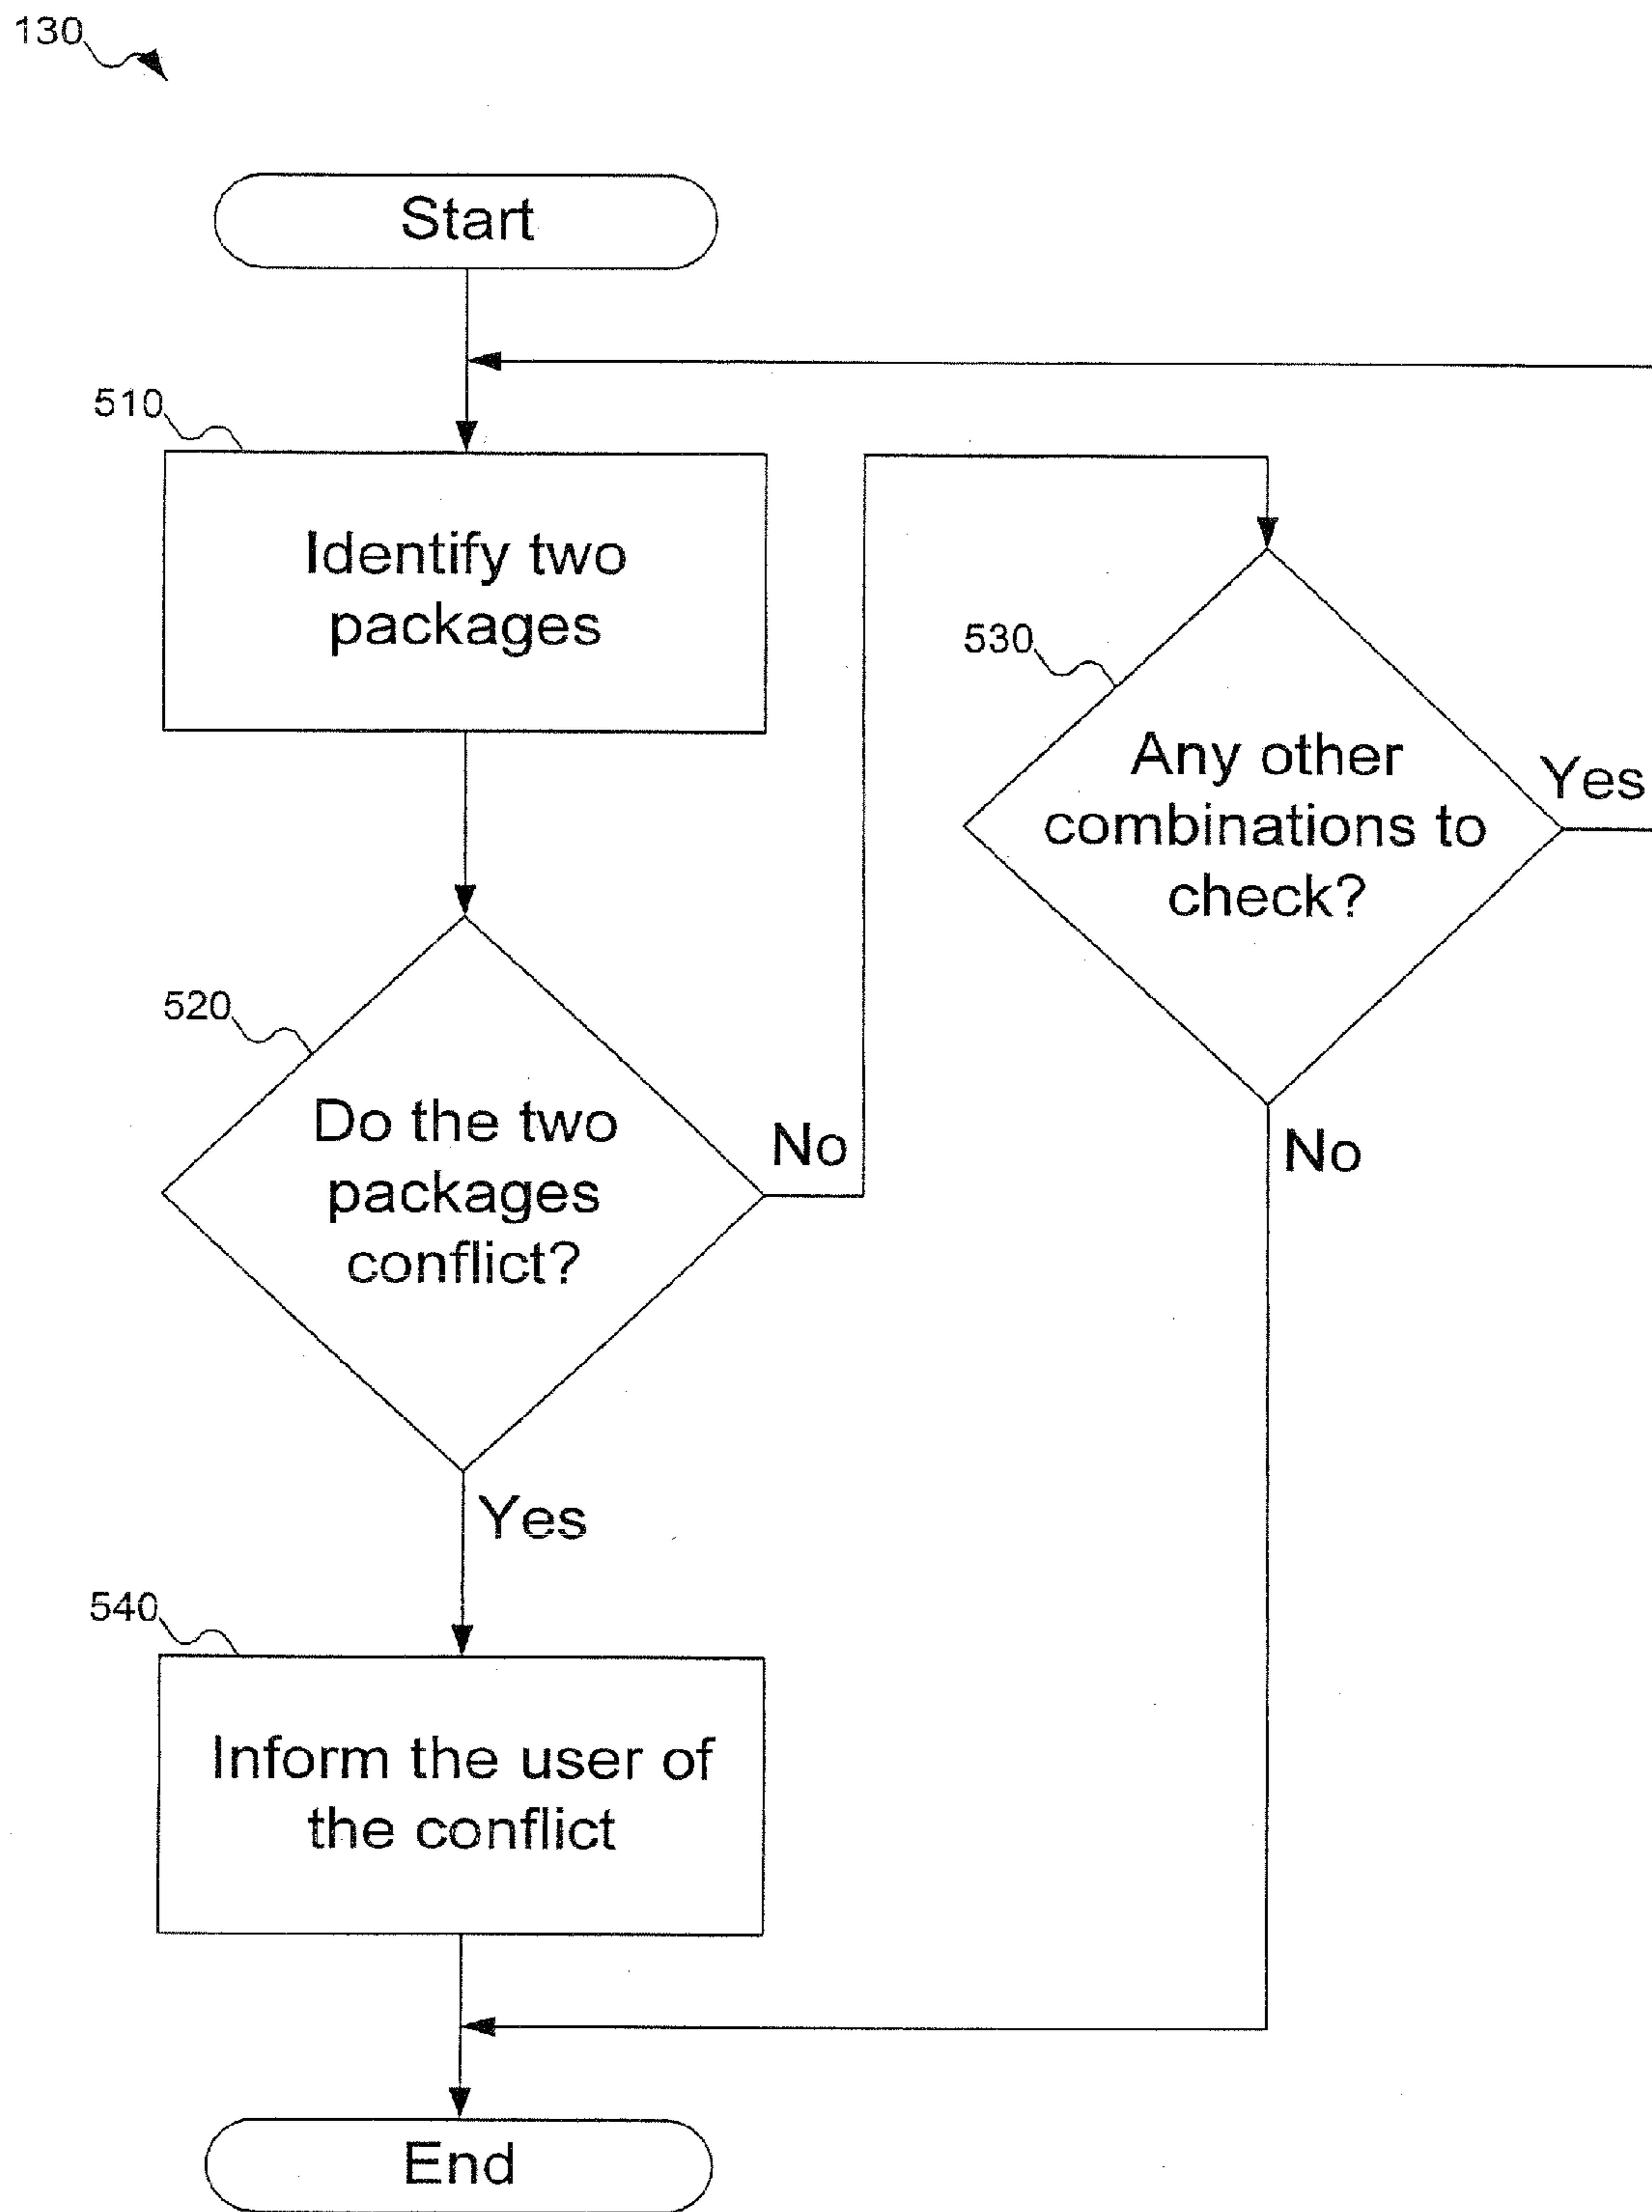 130
Start
510
Identify two
packages
530
Any other
combinations to
check?
Yes
520
Do the two
packages
conflict?
No
No
Yes
540
Inform the user of
the conflict
End